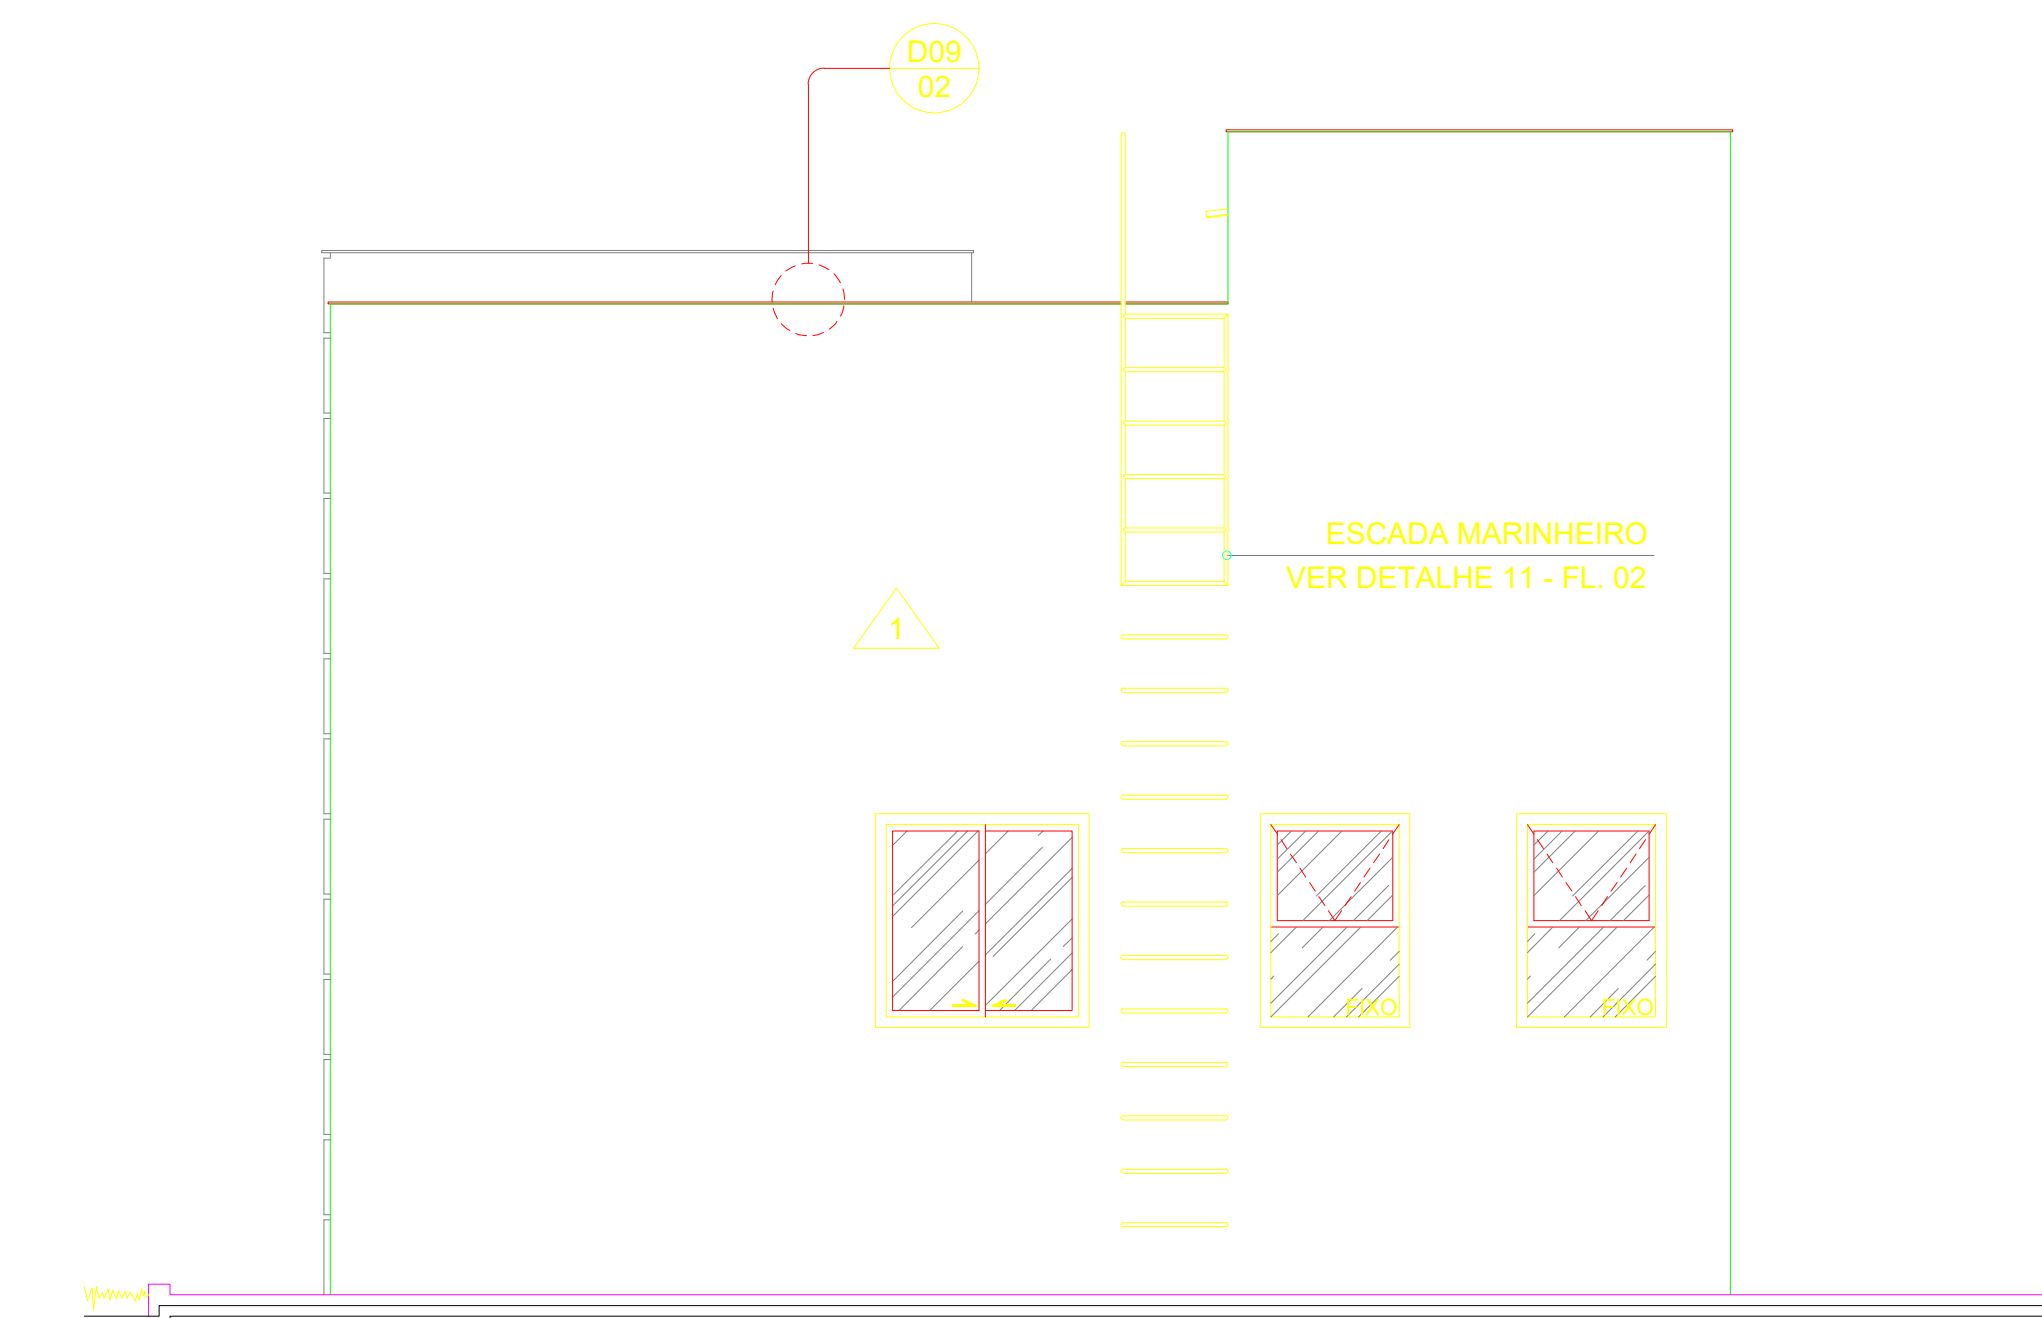 D09
02
ESCADA MARINHEIRO
VER DETALHE 11 - FL. 02
1
FIXO
FIXO